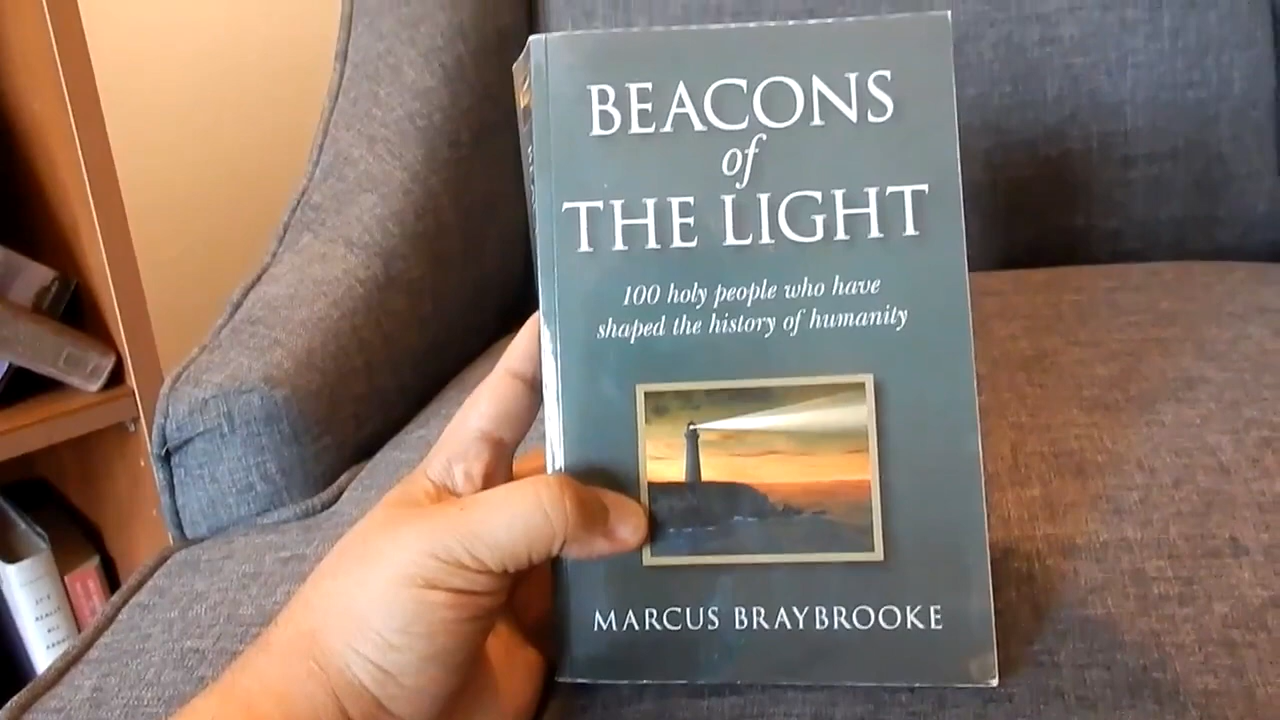 BEACONS
of
THE LIGHT
100 holy people who have
shaped the history of humanity
MARCUS BRAYBROOKE